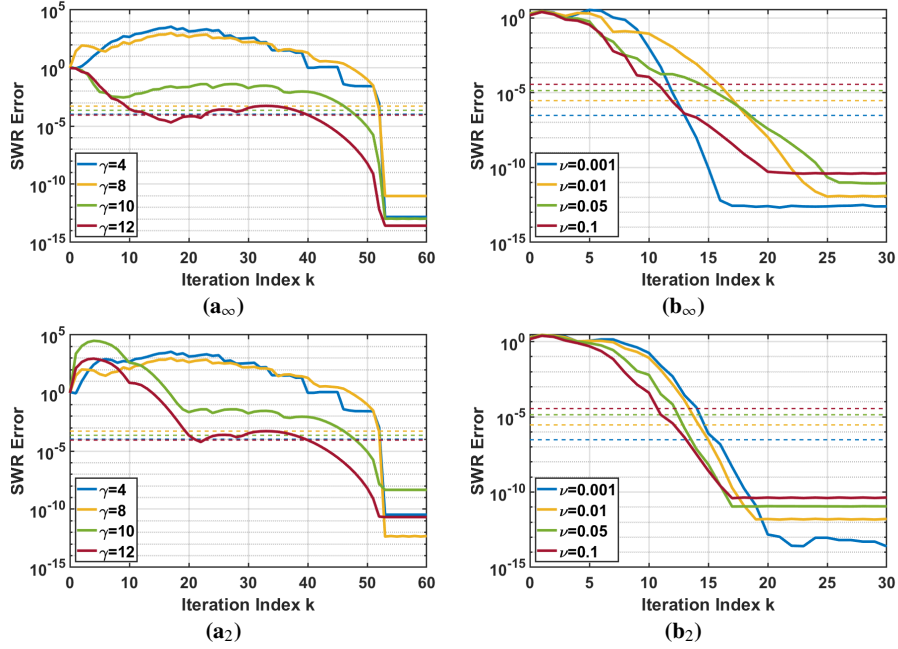 10^0
10^-5
10^-10
10^-15
SWR Error
γ=4
γ=8
γ=10
γ=12
0 10 20 30 40 50 60
Iteration Index k
(a∞)
10^0
10^-5
10^-10
10^-15
SWR Error
ν=0.001
ν=0.01
ν=0.05
ν=0.1
0 5 10 15 20 25 30
Iteration Index k
(b∞)
10^5
10^0
10^-5
10^-10
10^-15
SWR Error
γ=4
γ=8
γ=10
γ=12
0 10 20 30 40 50 60
Iteration Index k
(a2)
10^0
10^-5
10^-10
10^-15
SWR Error
ν=0.001
ν=0.01
ν=0.05
ν=0.1
0 5 10 15 20 25 30
Iteration Index k
(b2)